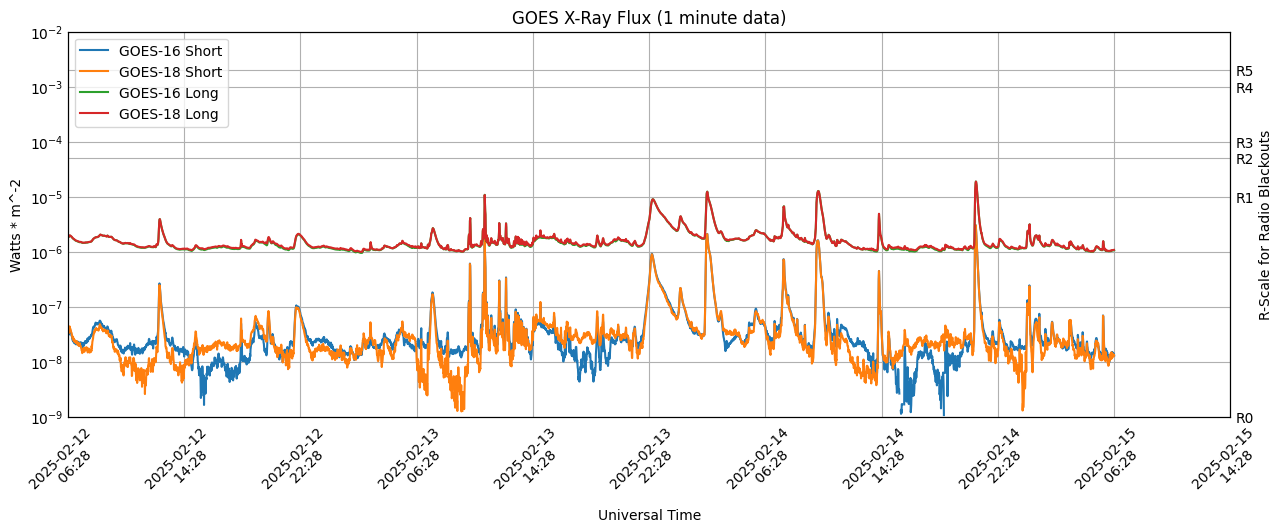 GOES X-Ray Flux (1 minute data)
GOES-16 Short
GOES-18 Short
GOES-16 Long
GOES-18 Long
10^-2
10^-3
10^-4
10^-5
10^-6
10^-7
10^-8
10^-9
Watts * m^-2
R5
R4
R3
R2
R1
R0
R-Scale for Radio Blackouts
2025-02-12
06:28
2025-02-12
14:28
2025-02-12
22:28
2025-02-13
06:28
2025-02-13
14:28
2025-02-13
22:28
2025-02-14
06:28
2025-02-14
14:28
2025-02-14
22:28
2025-02-15
06:28
2025-02-15
14:28
Universal Time